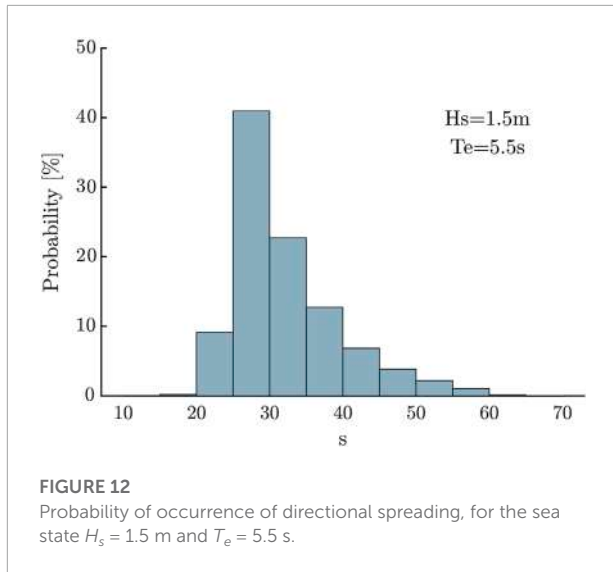 50
40
30
20
10
0
Probability [%]
Hs=1.5m
Te=5.5s
10 20 30 40 50 60 70
s
FIGURE 12
Probability of occurrence of directional spreading, for the sea
state Hₛ = 1.5 m and Tₑ = 5.5 s.